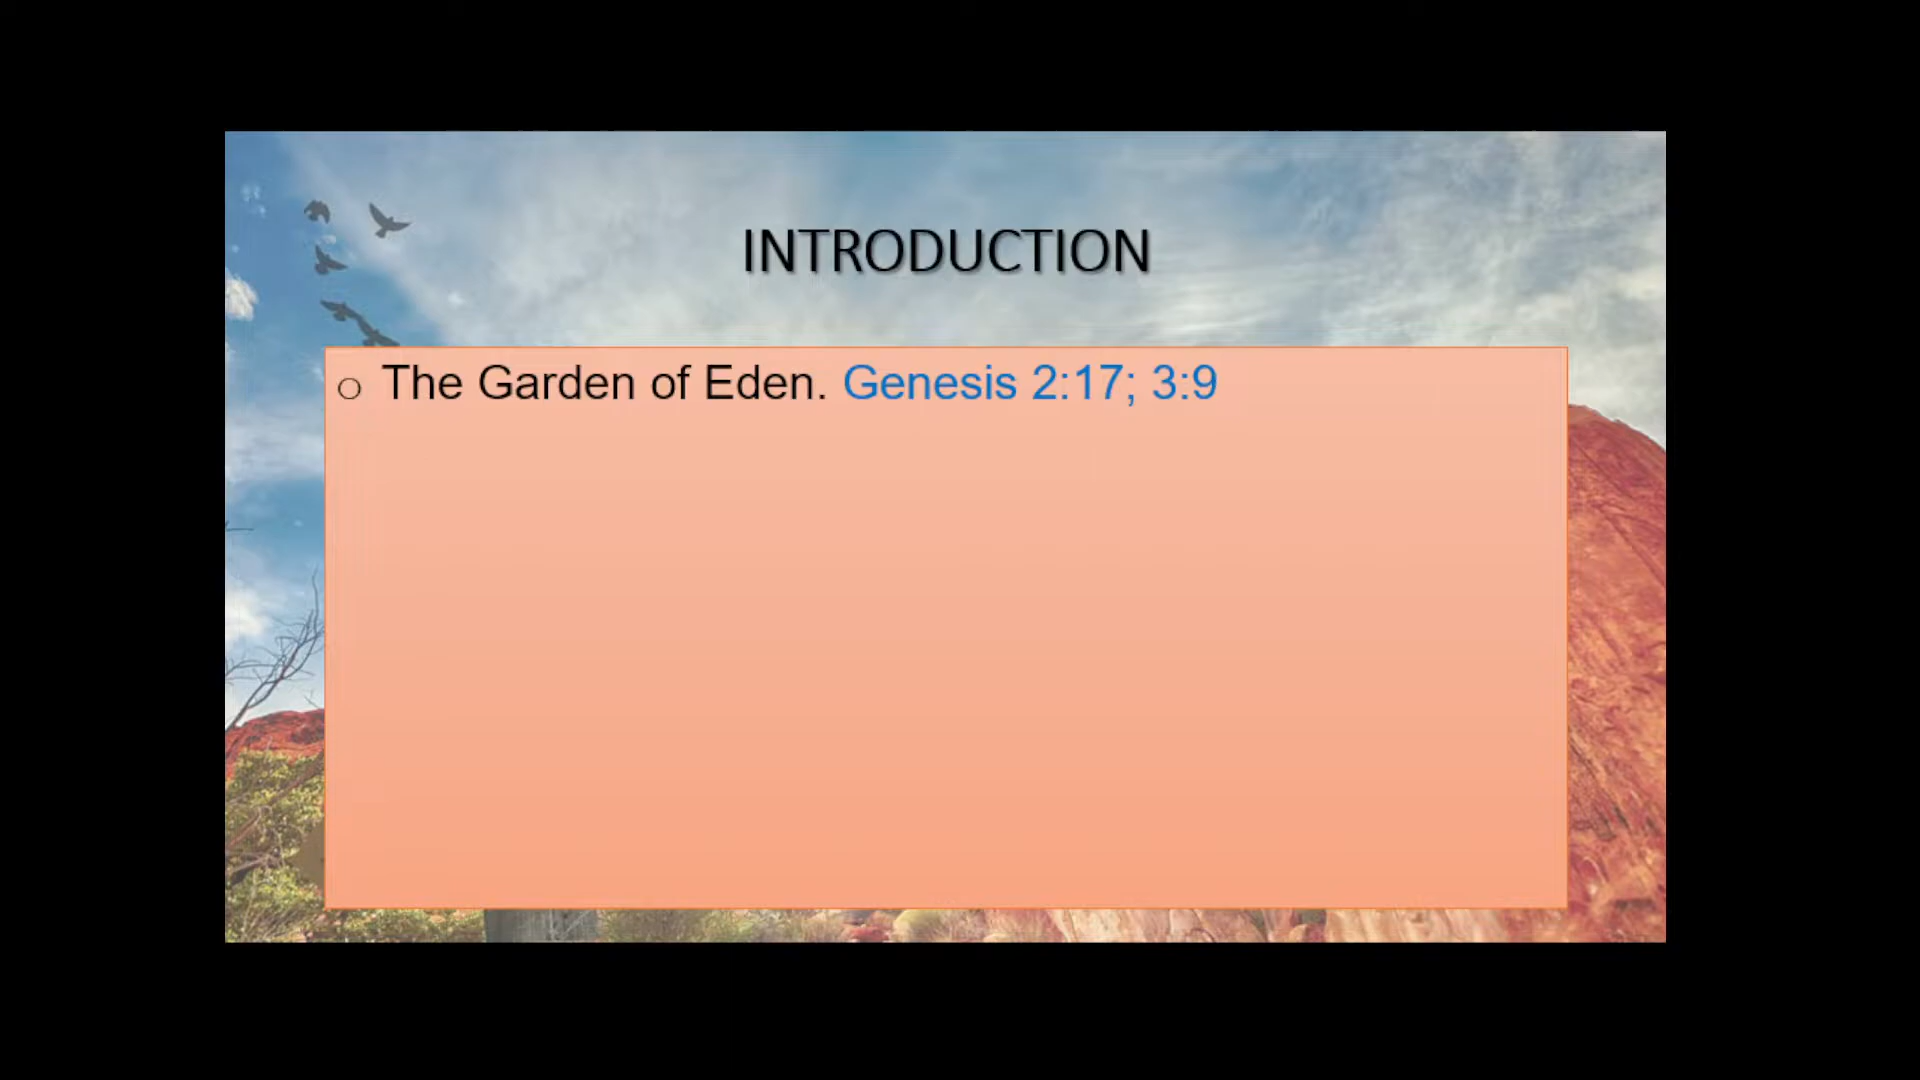 INTRODUCTION
○ The Garden of Eden. Genesis 2:17; 3:9